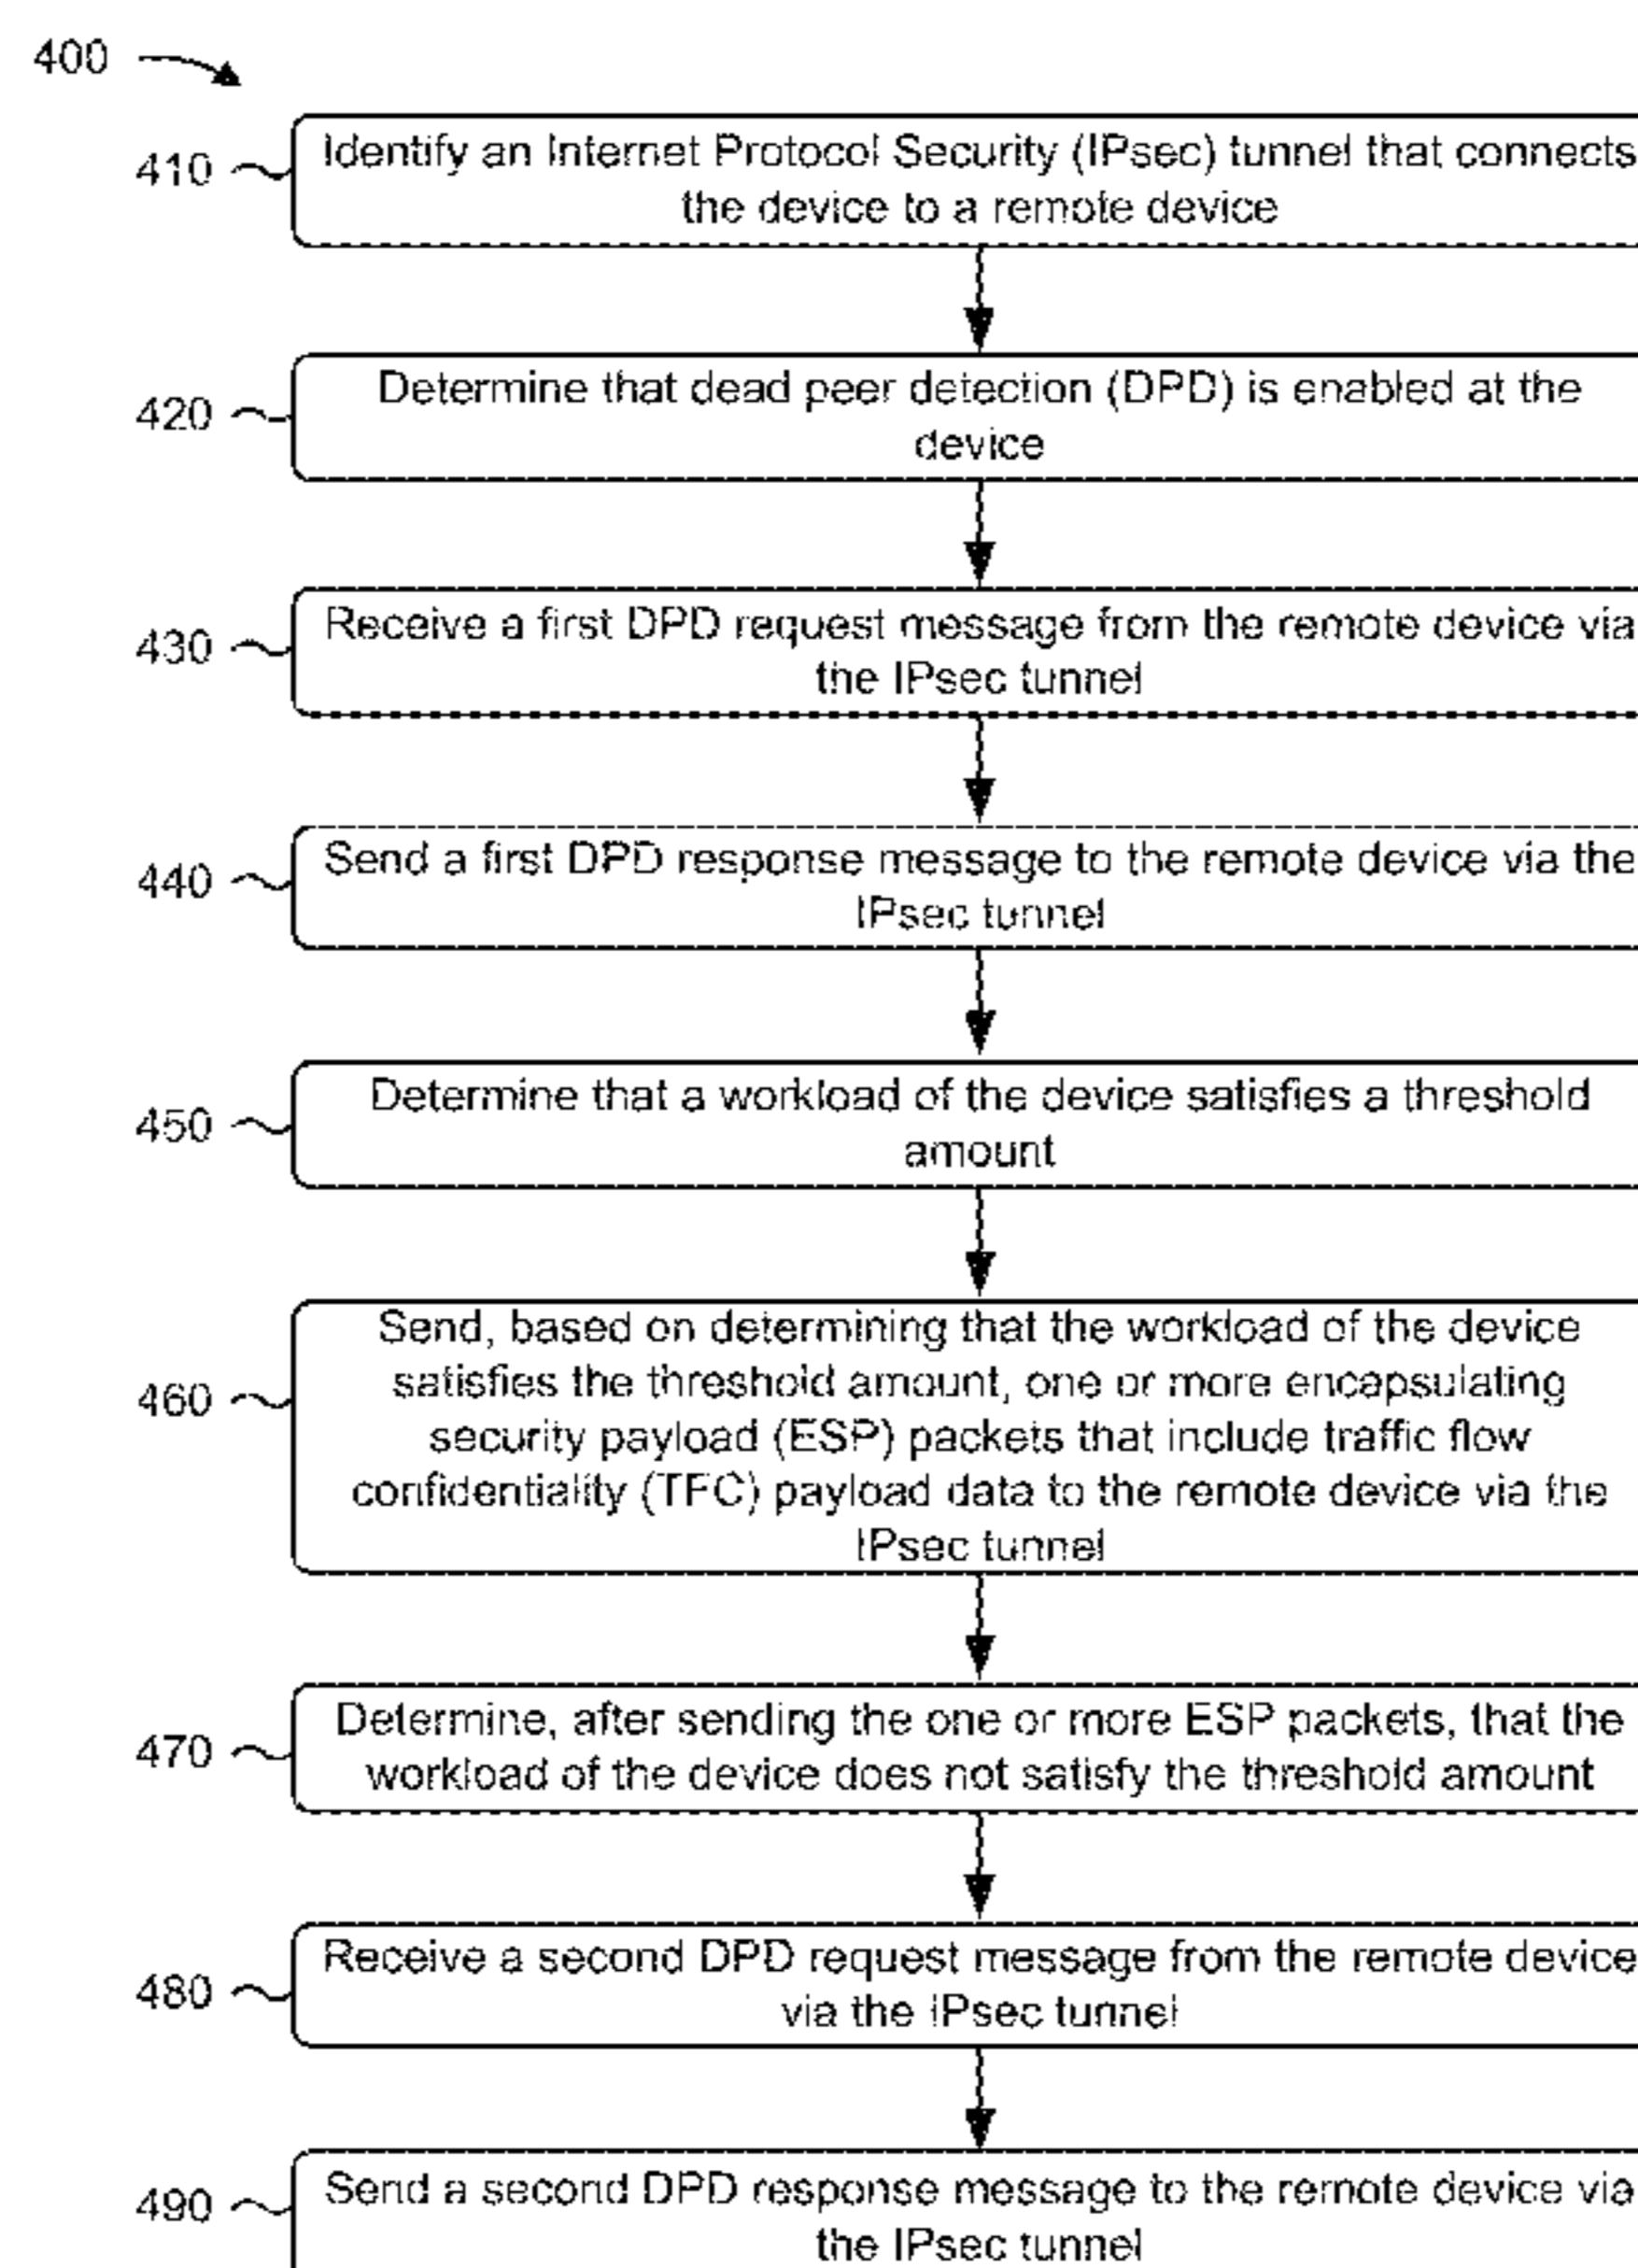 400
410
Identify an Internet Protocol Security (IPsec) tunnel that connects
the device to a remote device
420
Determine that dead peer detection (DPD) is enabled at the
device
430
Receive a first DPD request message from the remote device via
the IPsec tunnel
440
Send a first DPD response message to the remote device via the
IPsec tunnel
450
Determine that a workload of the device satisfies a threshold
amount
460
Send, based on determining that the workload of the device
satisfies the threshold amount, one or more encapsulating
security payload (ESP) packets that include traffic flow
confidentiality (TFC) payload data to the remote device via the
IPsec tunnel
470
Determine, after sending the one or more ESP packets, that the
workload of the device does not satisfy the threshold amount
480
Receive a second DPD request message from the remote device
via the IPsec tunnel
490
Send a second DPD response message to the remote device via
the IPsec tunnel